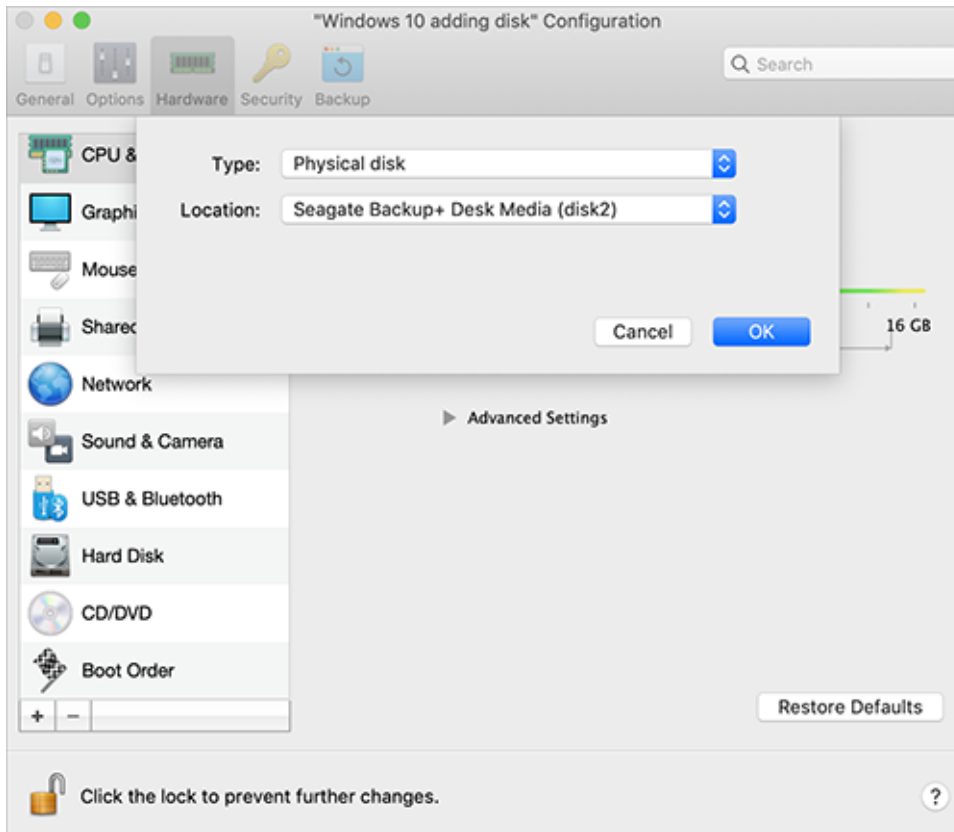 "Windows 10 adding disk" Configuration
General Options Hardware Security Backup
Search
Type: Physical disk
Location: Seagate Backup+ Desk Media (disk2)
Cancel OK
CPU &
Graphi
Mouse
Shared
Network
Sound & Camera
USB & Bluetooth
Hard Disk
CD/DVD
Boot Order
+ −
16 GB
Advanced Settings
Restore Defaults
Click the lock to prevent further changes.
?